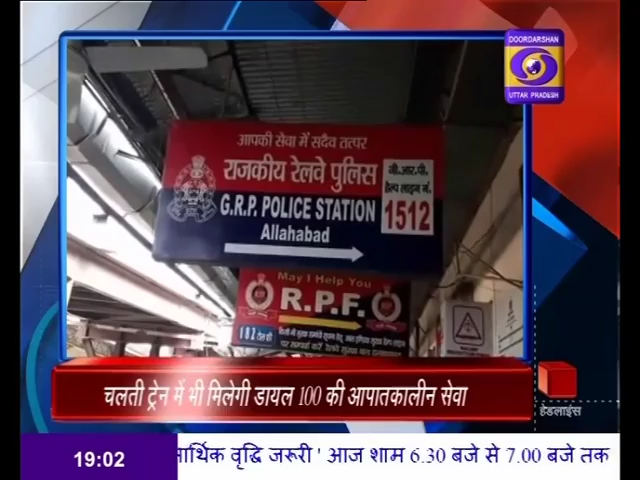 DOORDARSHAN
UTTAR PRADESH
आपकी सेवा में सदैव तत्पर
राजकीय रेलवे पुलिस
G.R.P. POLICE STATION
Allahabad
जी.आर.पी.
हेल्प लाइन नं.
1512
May I Help You
R.P.F.
182
चलती ट्रेन में भी मिलेगी डायल 100 की आपातकालीन सेवा
हेडलाइंस
19:02
आर्थिक वृद्धि जरूरी ' आज शाम 6.30 बजे से 7.00 बजे तक